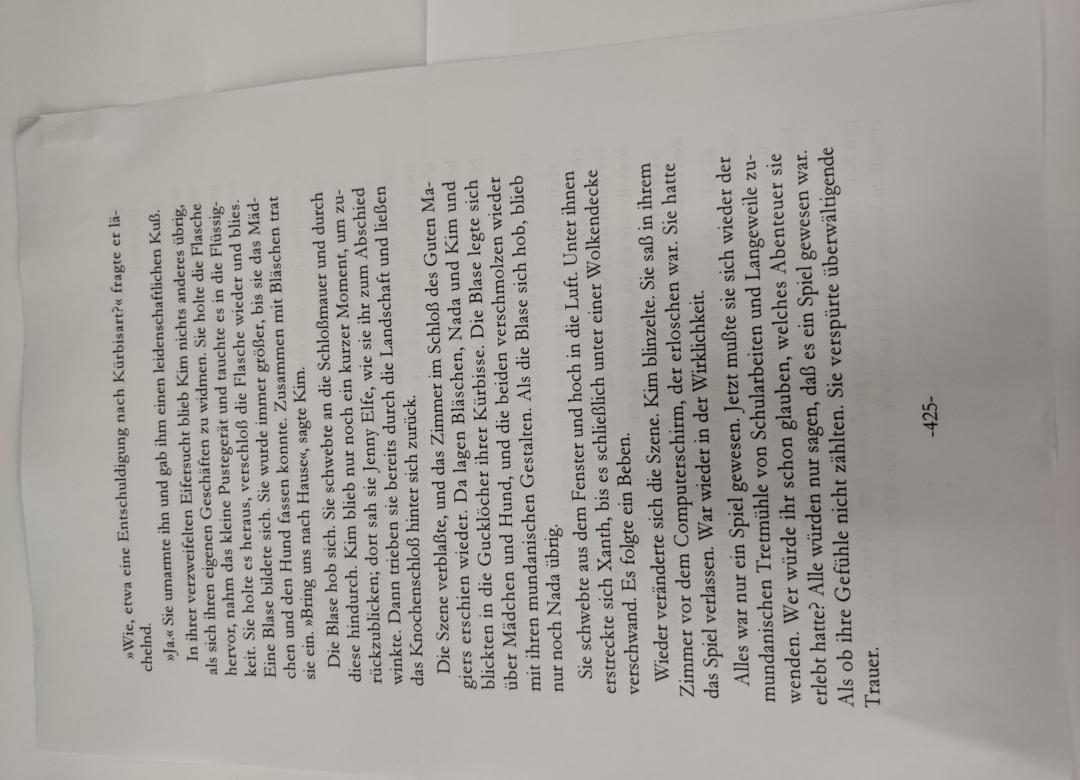 »Wie, etwa eine Entschuldigung nach Kürbisart?« fragte er lä-
chelnd.
»Ja.« Sie umarmte ihn und gab ihm einen leidenschaftlichen Kuß.
In ihrer verzweifelten Eifersucht blieb Kim nichts anderes übrig,
als sich ihren eigenen Geschäften zu widmen. Sie holte die Flasche
hervor, nahm das kleine Pustegerät und tauchte es in die Flüssig-
keit. Sie holte es heraus, verschloß die Flasche wieder und blies.
Eine Blase bildete sich. Sie wurde immer größer, bis sie das Mäd-
chen und den Hund fassen konnte. Zusammen mit Bläschen trat
sie ein. »Bring uns nach Hause«, sagte Kim.
Die Blase hob sich. Sie schwebte an die Schloßmauer und durch
diese hindurch. Kim blieb nur noch ein kurzer Moment, um zu-
rückzublicken; dort sah sie Jenny Elfe, wie sie ihr zum Abschied
winkte. Dann trieben sie bereits durch die Landschaft und ließen
das Knochenschloß hinter sich zurück.
Die Szene verblaßte, und das Zimmer im Schloß des Guten Ma-
giers erschien wieder. Da lagen Bläschen, Nada und Kim und
blickten in die Gucklöcher ihrer Kürbisse. Die Blase legte sich
über Mädchen und Hund, und die beiden verschmolzen wieder
mit ihren mundanischen Gestalten. Als die Blase sich hob, blieb
nur noch Nada übrig.
Sie schwebte aus dem Fenster und hoch in die Luft. Unter ihnen
erstreckte sich Xanth, bis es schließlich unter einer Wolkendecke
verschwand. Es folgte ein Beben.
Wieder veränderte sich die Szene. Kim blinzelte. Sie saß in ihrem
Zimmer vor dem Computerschirm, der erloschen war. Sie hatte
das Spiel verlassen. War wieder in der Wirklichkeit.
Alles war nur ein Spiel gewesen. Jetzt mußte sie sich wieder der
mundanischen Tretmühle von Schularbeiten und Langeweile zu-
wenden. Wer würde ihr schon glauben, welches Abenteuer sie
erlebt hatte? Alle würden nur sagen, daß es ein Spiel gewesen war.
Als ob ihre Gefühle nicht zählten. Sie verspürte überwältigende
Trauer.
-425-